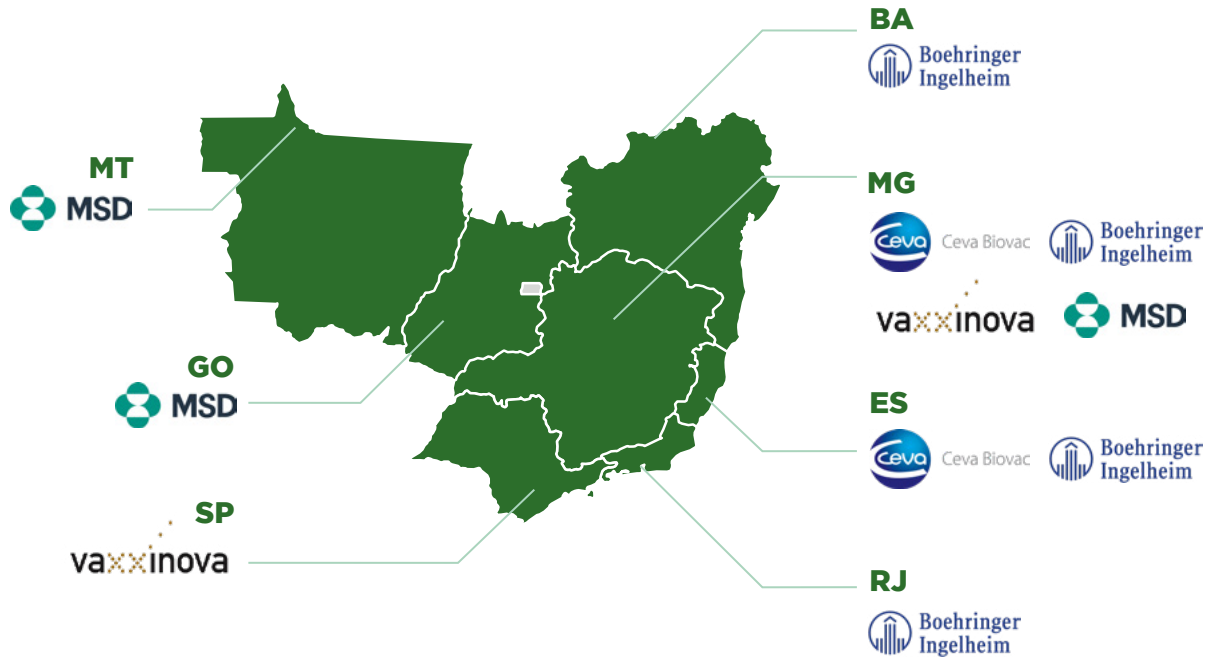 BA
Boehringer
Ingelheim
MT
MSD
MG
ceva Ceva Biovac
Boehringer
Ingelheim
vaxxinova
MSD
GO
MSD
ES
ceva Ceva Biovac
Boehringer
Ingelheim
SP
vaxxinova
RJ
Boehringer
Ingelheim